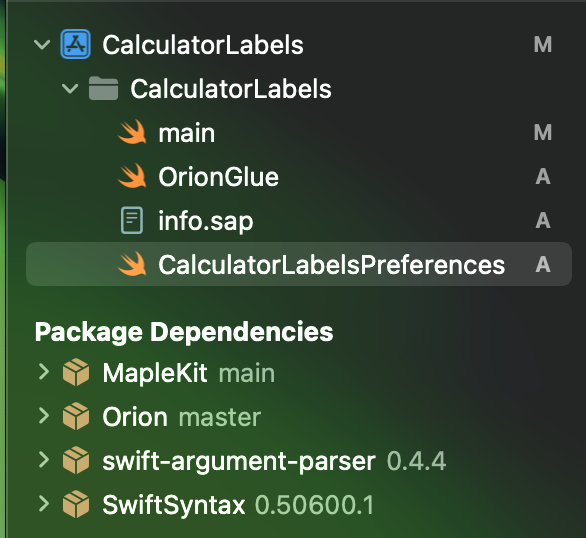 CalculatorLabels M
CalculatorLabels
main M
OrionGlue A
info.sap A
CalculatorLabelsPreferences A
Package Dependencies
MapleKit main
Orion master
swift-argument-parser 0.4.4
SwiftSyntax 0.50600.1